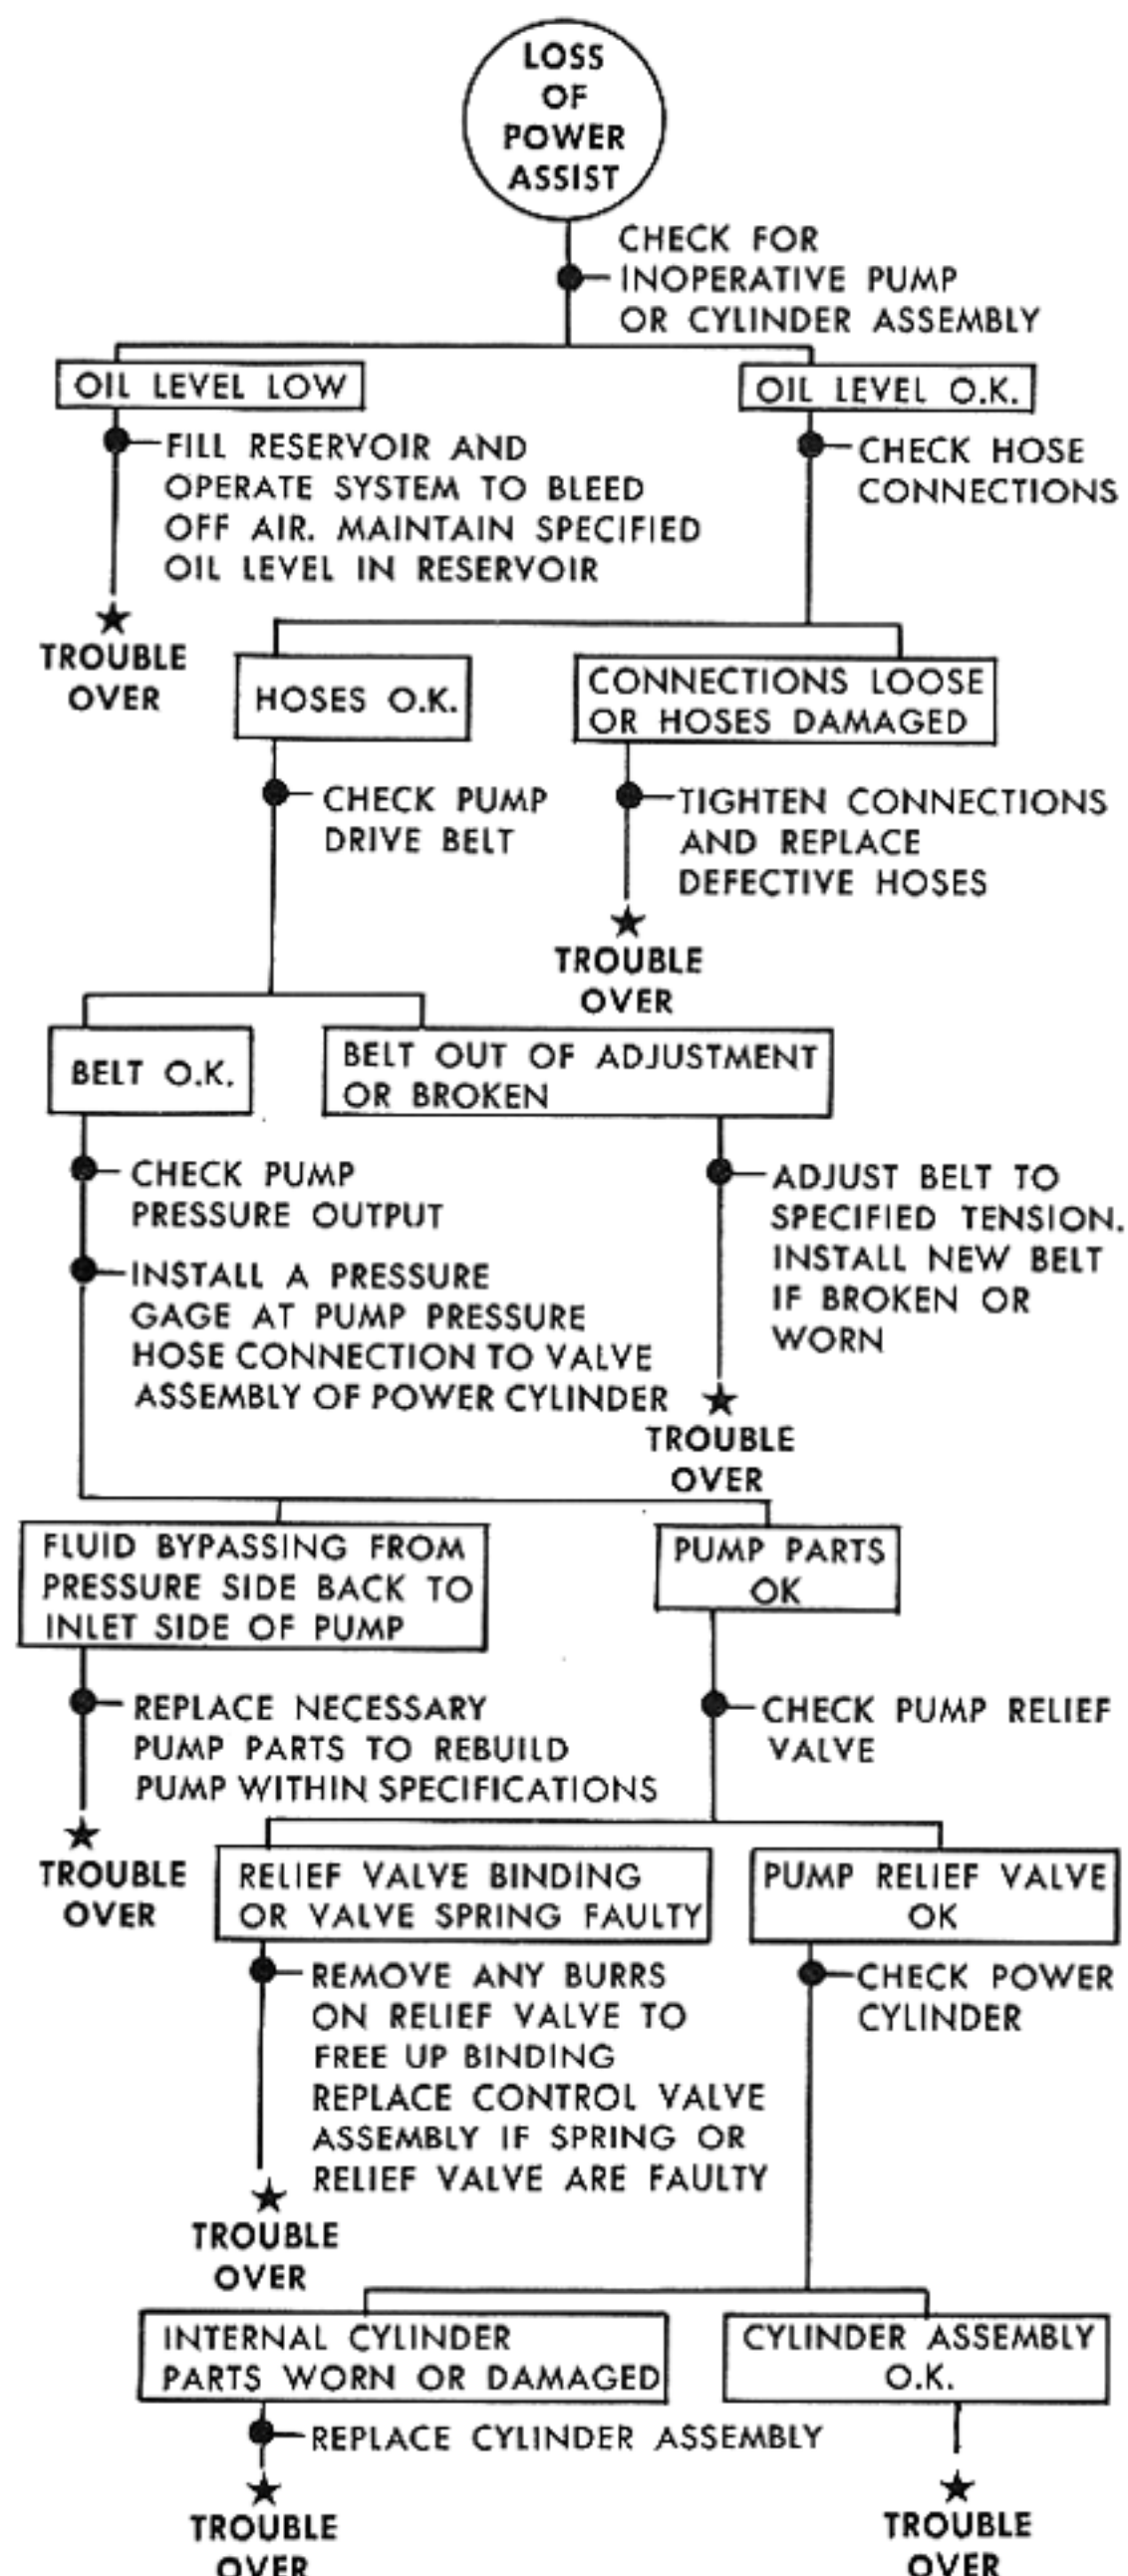 LOSS
OF
POWER
ASSIST
CHECK FOR
INOPERATIVE PUMP
OR CYLINDER ASSEMBLY
OIL LEVEL LOW
OIL LEVEL O.K.
FILL RESERVOIR AND
OPERATE SYSTEM TO BLEED
OFF AIR. MAINTAIN SPECIFIED
OIL LEVEL IN RESERVOIR
CHECK HOSE
CONNECTIONS
TROUBLE
OVER
HOSES O.K.
CONNECTIONS LOOSE
OR HOSES DAMAGED
CHECK PUMP
DRIVE BELT
TIGHTEN CONNECTIONS
AND REPLACE
DEFECTIVE HOSES
TROUBLE
OVER
BELT O.K.
BELT OUT OF ADJUSTMENT
OR BROKEN
CHECK PUMP
PRESSURE OUTPUT
INSTALL A PRESSURE
GAGE AT PUMP PRESSURE
HOSE CONNECTION TO VALVE
ASSEMBLY OF POWER CYLINDER
ADJUST BELT TO
SPECIFIED TENSION.
INSTALL NEW BELT
IF BROKEN OR
WORN
TROUBLE
OVER
FLUID BYPASSING FROM
PRESSURE SIDE BACK TO
INLET SIDE OF PUMP
PUMP PARTS
OK
REPLACE NECESSARY
PUMP PARTS TO REBUILD
PUMP WITHIN SPECIFICATIONS
CHECK PUMP RELIEF
VALVE
TROUBLE
OVER
RELIEF VALVE BINDING
OR VALVE SPRING FAULTY
PUMP RELIEF VALVE
OK
REMOVE ANY BURRS
ON RELIEF VALVE TO
FREE UP BINDING
REPLACE CONTROL VALVE
ASSEMBLY IF SPRING OR
RELIEF VALVE ARE FAULTY
CHECK POWER
CYLINDER
TROUBLE
OVER
INTERNAL CYLINDER
PARTS WORN OR DAMAGED
CYLINDER ASSEMBLY
O.K.
REPLACE CYLINDER ASSEMBLY
TROUBLE
OVER
TROUBLE
OVER